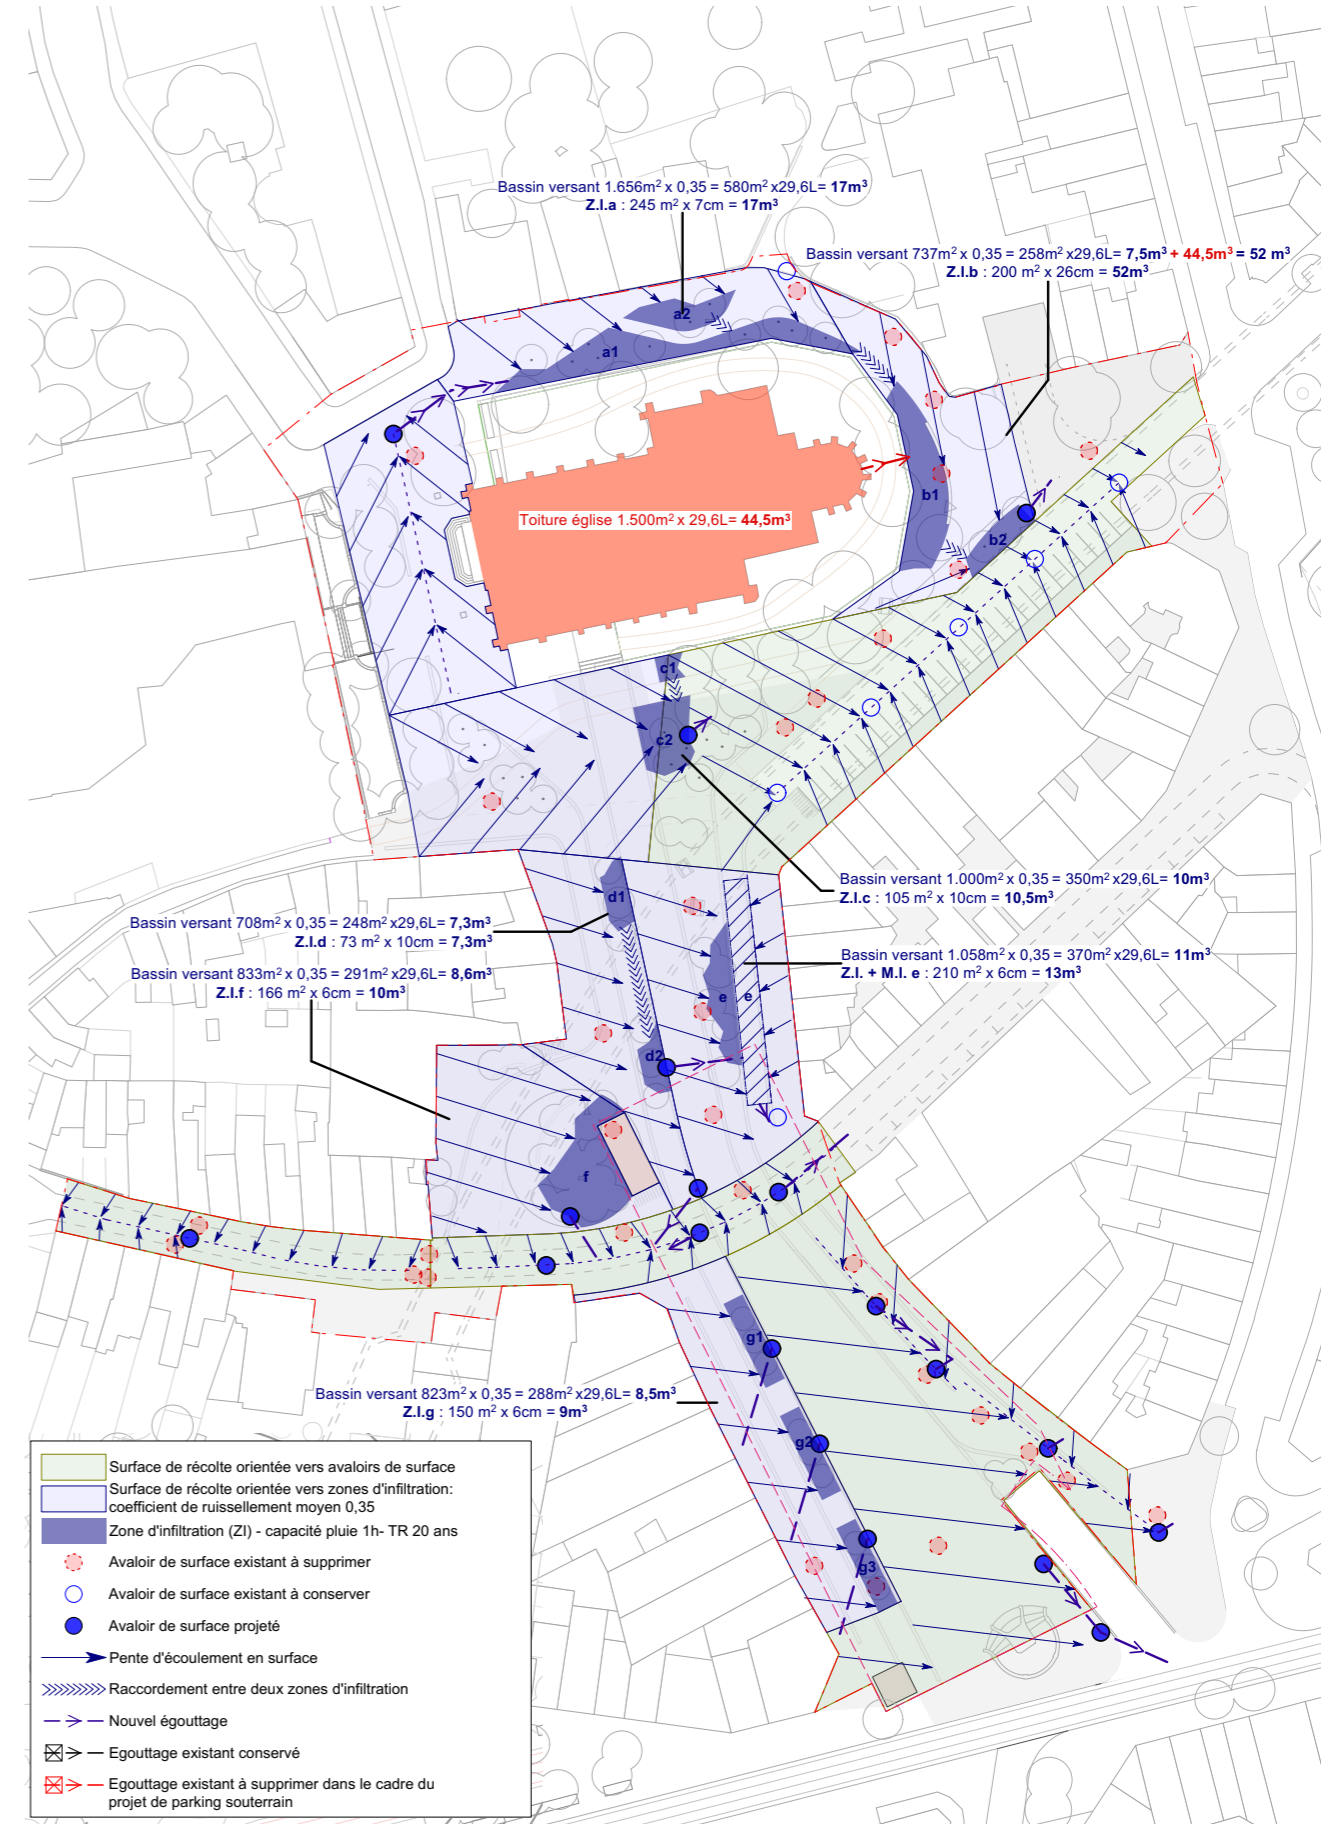 Bassin versant 1.656m² x 0,35 = 580m² x29,6L= 17m³
Z.I.a : 245 m² x 7cm = 17m³
Bassin versant 737m² x 0,35 = 258m² x29,6L= 7,5m³ + 44,5m³ = 52 m³
Z.I.b : 200 m² x 26cm = 52m³
a2
a1
b1
Toiture église 1.500m² x 29,6L= 44,5m³
b2
c1
c2
Bassin versant 1.000m² x 0,35 = 350m² x29,6L= 10m³
Z.I.c : 105 m² x 10cm = 10,5m³
d1
Bassin versant 708m² x 0,35 = 248m² x29,6L= 7,3m³
Z.I.d : 73 m² x 10cm = 7,3m³
Bassin versant 1.058m² x 0,35 = 370m² x29,6L= 11m³
Z.I. + M.I. e : 210 m² x 6cm = 13m³
Bassin versant 833m² x 0,35 = 291m² x29,6L= 8,6m³
Z.I.f : 166 m² x 6cm = 10m³
e e
d2
f
g1
Bassin versant 823m² x 0,35 = 288m² x29,6L= 8,5m³
Z.I.g : 150 m² x 6cm = 9m³
g2
g3
Surface de récolte orientée vers avaloirs de surface
Surface de récolte orientée vers zones d'infiltration:
coefficient de ruissellement moyen 0,35
Zone d'infiltration (ZI) - capacité pluie 1h- TR 20 ans
Avaloir de surface existant à supprimer
Avaloir de surface existant à conserver
Avaloir de surface projeté
Pente d'écoulement en surface
Raccordement entre deux zones d'infiltration
Nouvel égouttage
Egouttage existant conservé
Egouttage existant à supprimer dans le cadre du
projet de parking souterrain